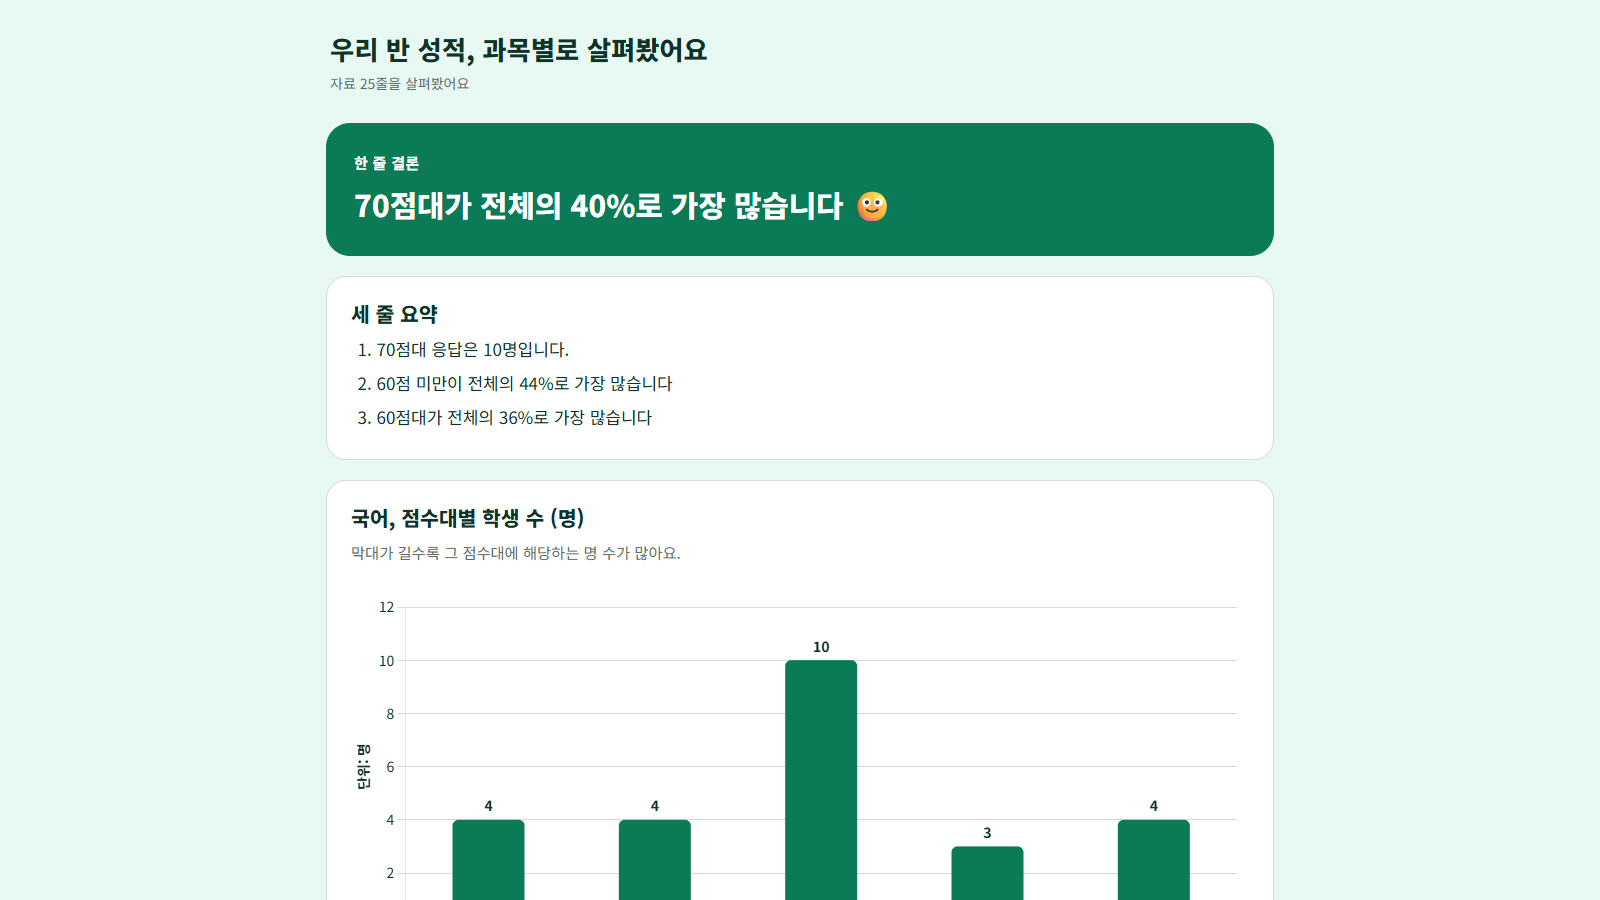 우리 반 성적, 과목별로 살펴봤어요
자료 25줄을 살펴봤어요
한 줄 결론
70점대가 전체의 40%로 가장 많습니다 🙂
세 줄 요약
1. 70점대 응답은 10명입니다.
2. 60점 미만이 전체의 44%로 가장 많습니다
3. 60점대가 전체의 36%로 가장 많습니다
국어, 점수대별 학생 수 (명)
막대가 길수록 그 점수대에 해당하는 명 수가 많아요.
단위: 명
12
10
8
6
4
2
4
4
10
3
4